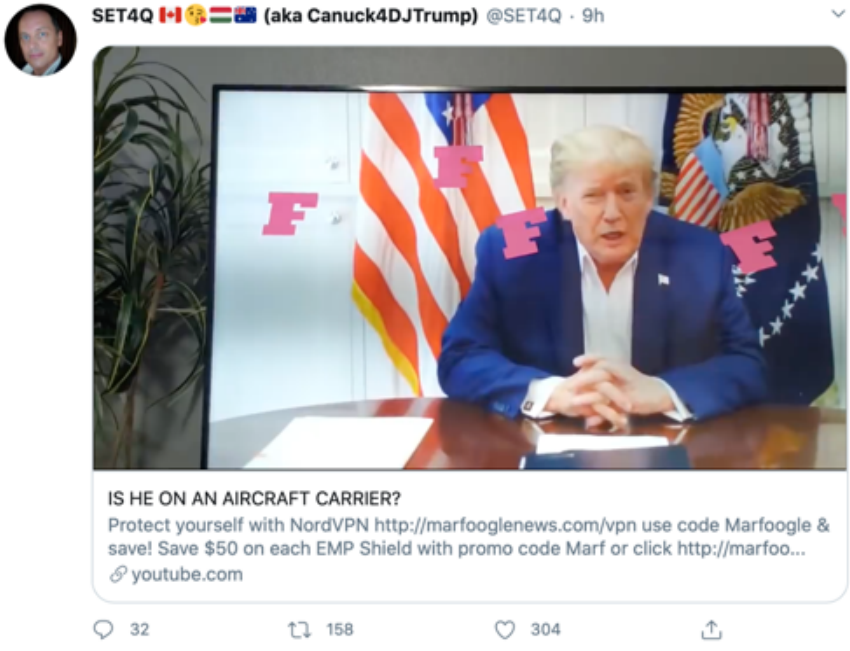 SET4Q 🇨🇦😘🇭🇺🇦🇺 (aka Canuck4DJTrump) @SET4Q · 9h
F
F
F
F
IS HE ON AN AIRCRAFT CARRIER?
Protect yourself with NordVPN http://marfooglenews.com/vpn use code Marfoogle &
save! Save $50 on each EMP Shield with promo code Marf or click http://marfoo...
youtube.com
32 158 304